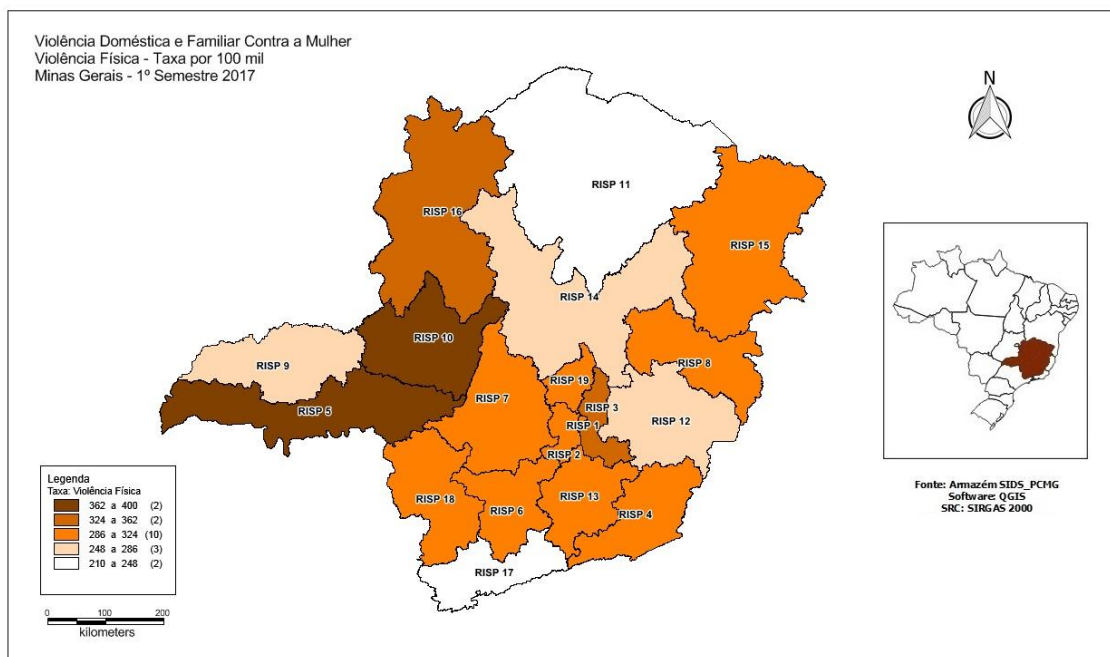 Violência Doméstica e Familiar Contra a Mulher
Violência Física - Taxa por 100 mil
Minas Gerais - 1º Semestre 2017
N
RISP 11
RISP 16
RISP 15
RISP 14
RISP 10
RISP 9
RISP 8
RISP 19
RISP 7
RISP 3
RISP 5
RISP 1
RISP 12
RISP 2
RISP 18
RISP 6
RISP 13
RISP 4
RISP 17
Legenda
Taxa: Violência Física
362 a 400 (2)
324 a 362 (2)
286 a 324 (10)
248 a 286 (3)
210 a 248 (2)
0 100 200
kilometers
Fonte: Armazém SIDS_PCMG
Software: QGIS
SRC: SIRGAS 2000